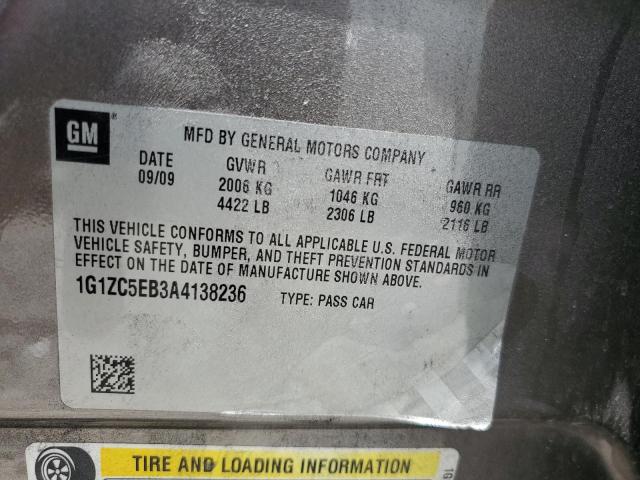 GM
MFD BY GENERAL MOTORS COMPANY
DATE GVWR GAWR FRT GAWR RR
09/09 2006 KG 1046 KG 960 KG
4422 LB 2306 LB 2116 LB
THIS VEHICLE CONFORMS TO ALL APPLICABLE U.S. FEDERAL MOTOR
VEHICLE SAFETY, BUMPER, AND THEFT PREVENTION STANDARDS IN
EFFECT ON THE DATE OF MANUFACTURE SHOWN ABOVE.
1G1ZC5EB3A4138236 TYPE: PASS CAR
TIRE AND LOADING INFORMATION